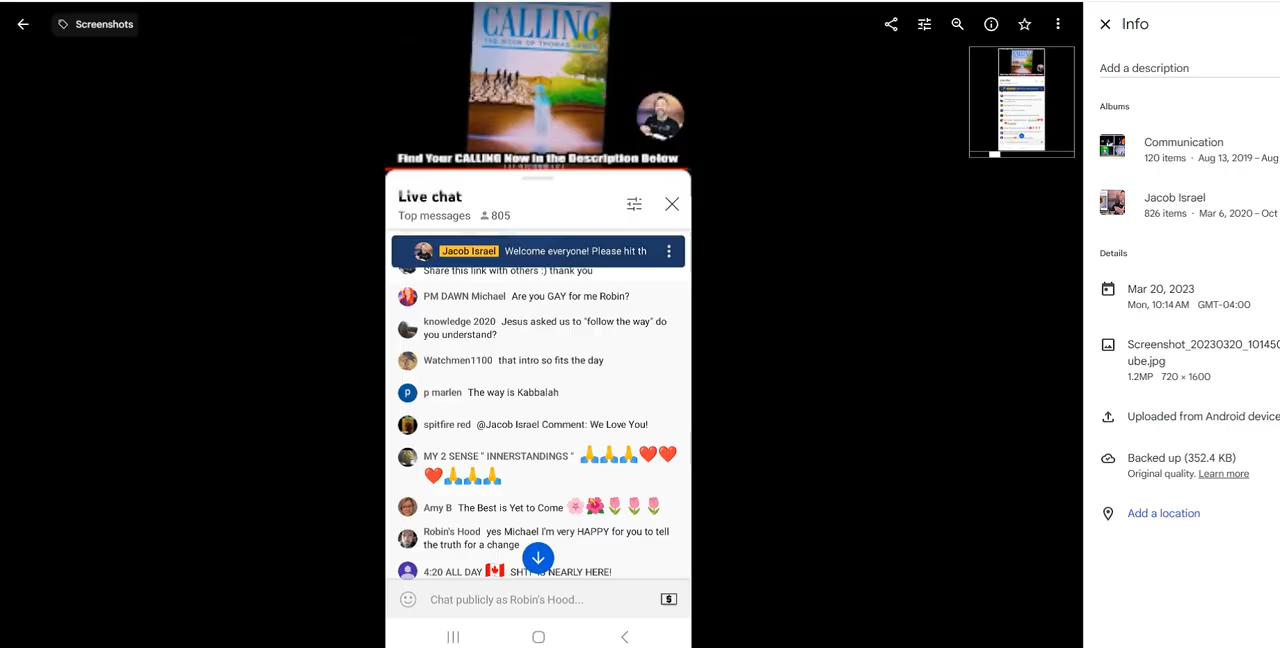 Screenshots
Info
CALLING
THE BOOK OF THOMAS JAMES
Find Your CALLING Now in the Description Below
Live chat
Top messages 805
Jacob Israel Welcome everyone! Please hit th
Share this link with others :) thank you
PM DAWN Michael Are you GAY for me Robin?
knowledge 2020 Jesus asked us to "follow the way" do
you understand?
Watchmen1100 that intro so fits the day
p p marlen The way is Kabbalah
spitfire red @Jacob Israel Comment: We Love You!
MY 2 SENSE " INNERSTANDINGS " 🙏🙏🙏❤️❤️
❤️🙏🙏🙏
Amy B The Best is Yet to Come 🌸🌺🌷🌷🌷
Robin's Hood yes Michael I'm very HAPPY for you to tell
the truth for a change
4:20 ALL DAY 🇨🇦 NEARLY HERE!
Chat publicly as Robin's Hood...
Add a description
Albums
Communication
120 items · Aug 13, 2019 – Aug
Jacob Israel
826 items · Mar 6, 2020 – Oct
Details
Mar 20, 2023
Mon, 10:14 AM GMT-04:00
Screenshot_20230320_101450
ube.jpg
1.2MP 720 × 1600
Uploaded from Android device
Backed up (352.4 KB)
Original quality. Learn more
Add a location